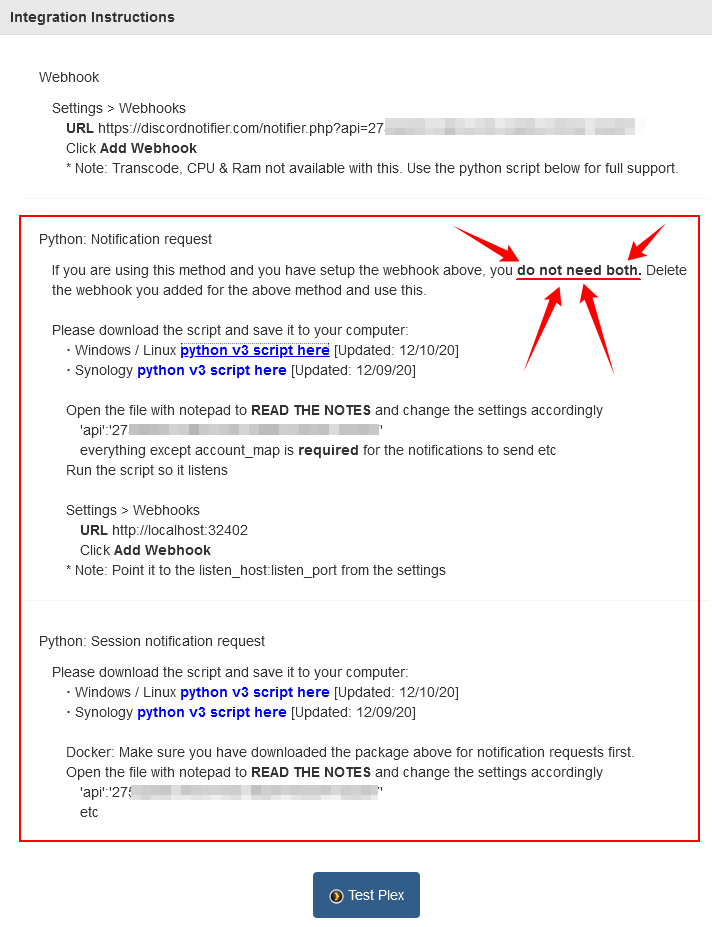 Integration Instructions
Webhook
Settings > Webhooks
URL https://discordnotifier.com/notifier.php?api=27
Click Add Webhook
* Note: Transcode, CPU & Ram not available with this. Use the python script below for full support.
Python: Notification request
If you are using this method and you have setup the webhook above, you do not need both. Delete
the webhook you added for the above method and use this.
Please download the script and save it to your computer:
· Windows / Linux python v3 script here [Updated: 12/10/20]
· Synology python v3 script here [Updated: 12/09/20]
Open the file with notepad to READ THE NOTES and change the settings accordingly
'api':'27'
everything except account_map is required for the notifications to send etc
Run the script so it listens
Settings > Webhooks
URL http://localhost:32402
Click Add Webhook
* Note: Point it to the listen_host:listen_port from the settings
Python: Session notification request
Please download the script and save it to your computer:
· Windows / Linux python v3 script here [Updated: 12/10/20]
· Synology python v3 script here [Updated: 12/09/20]
Docker: Make sure you have downloaded the package above for notification requests first.
Open the file with notepad to READ THE NOTES and change the settings accordingly
'api':'275'
etc
Test Plex